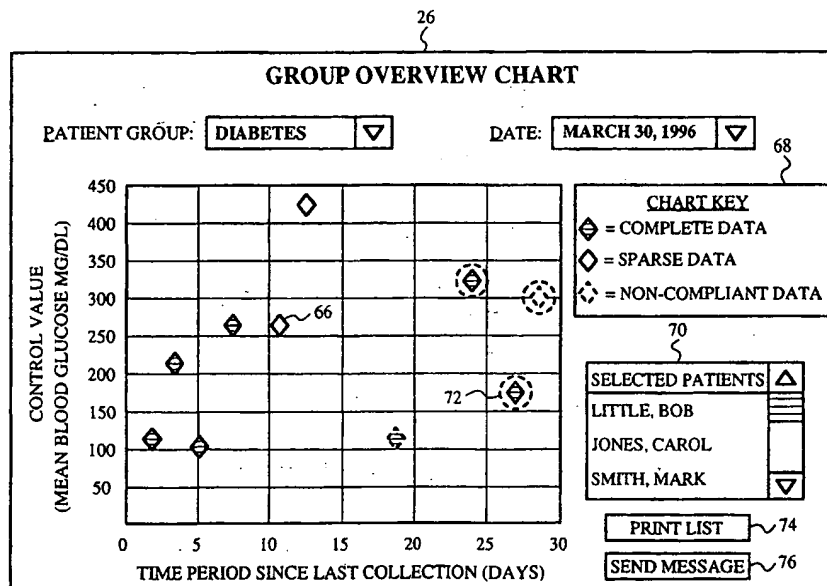 26
GROUP OVERVIEW CHART
PATIENT GROUP: DIABETES
DATE: MARCH 30, 1996
68
CHART KEY
= COMPLETE DATA
= SPARSE DATA
= NON-COMPLIANT DATA
CONTROL VALUE
(MEAN BLOOD GLUCOSE MG/DL)
450
400
350
300
250
200
150
100
50
66
72
0 5 10 15 20 25 30
TIME PERIOD SINCE LAST COLLECTION (DAYS)
70
SELECTED PATIENTS
LITTLE, BOB
JONES, CAROL
SMITH, MARK
PRINT LIST
74
SEND MESSAGE
76